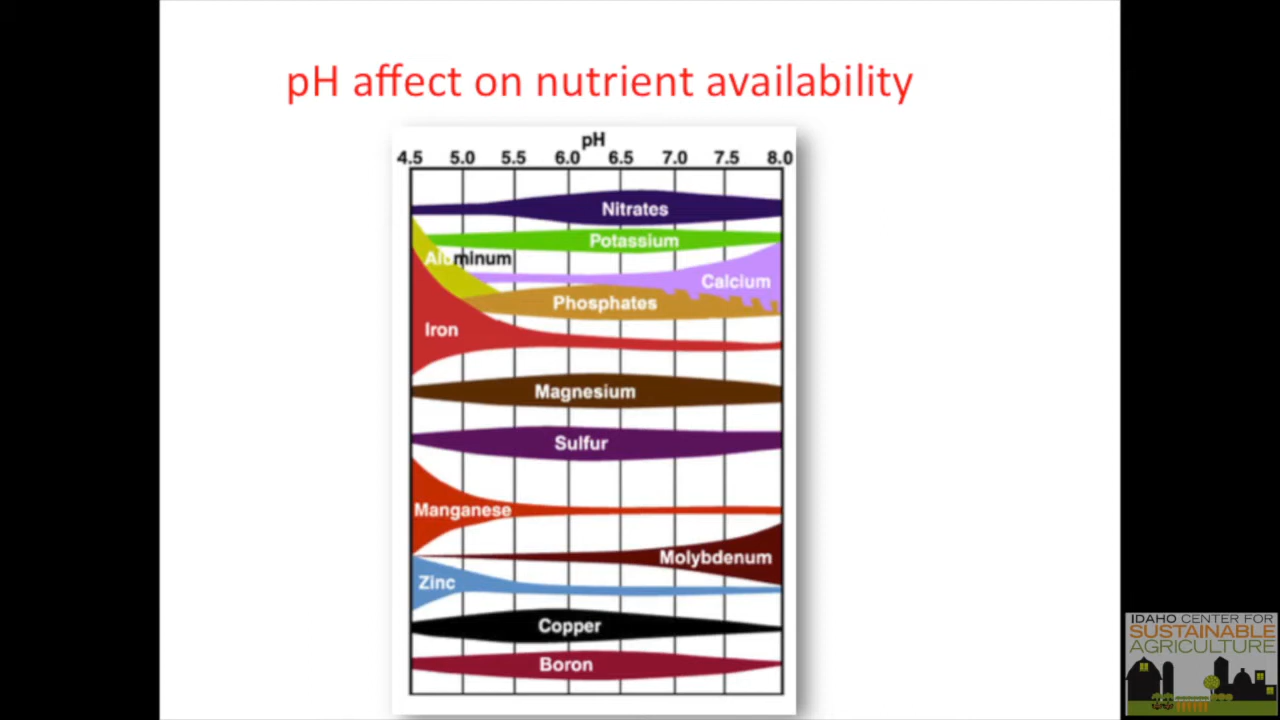 pH affect on nutrient availability
pH
4.5 5.0 5.5 6.0 6.5 7.0 7.5 8.0
Nitrates
Potassium
Aluminum
Calcium
Phosphates
Iron
Magnesium
Sulfur
Manganese
Molybdenum
Zinc
Copper
Boron
IDAHO CENTER FOR
SUSTAINABLE
AGRICULTURE